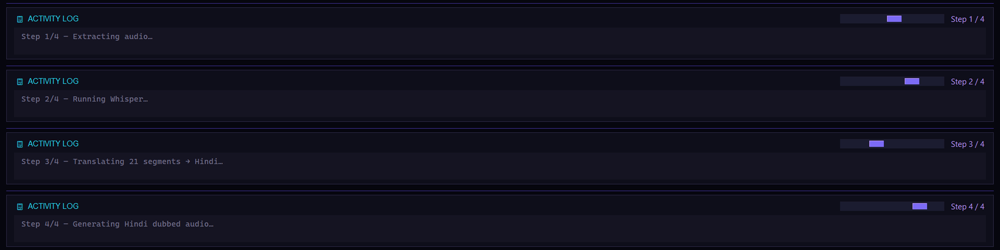 ACTIVITY LOG
Step 1 / 4
Step 1/4 — Extracting audio…
ACTIVITY LOG
Step 2 / 4
Step 2/4 — Running Whisper…
ACTIVITY LOG
Step 3 / 4
Step 3/4 — Translating 21 segments → Hindi…
ACTIVITY LOG
Step 4 / 4
Step 4/4 — Generating Hindi dubbed audio…